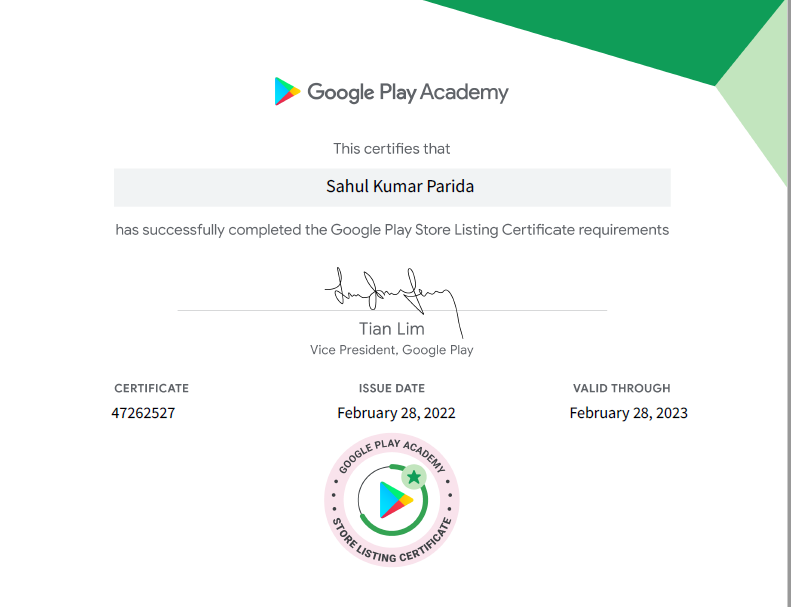 Google Play Academy
This certifies that
Sahul Kumar Parida
has successfully completed the Google Play Store Listing Certificate requirements
Tian Lim
Vice President, Google Play
CERTIFICATE ISSUE DATE VALID THROUGH
47262527 February 28, 2022 February 28, 2023
GOOGLE PLAY ACADEMY
STORE LISTING CERTIFICATE